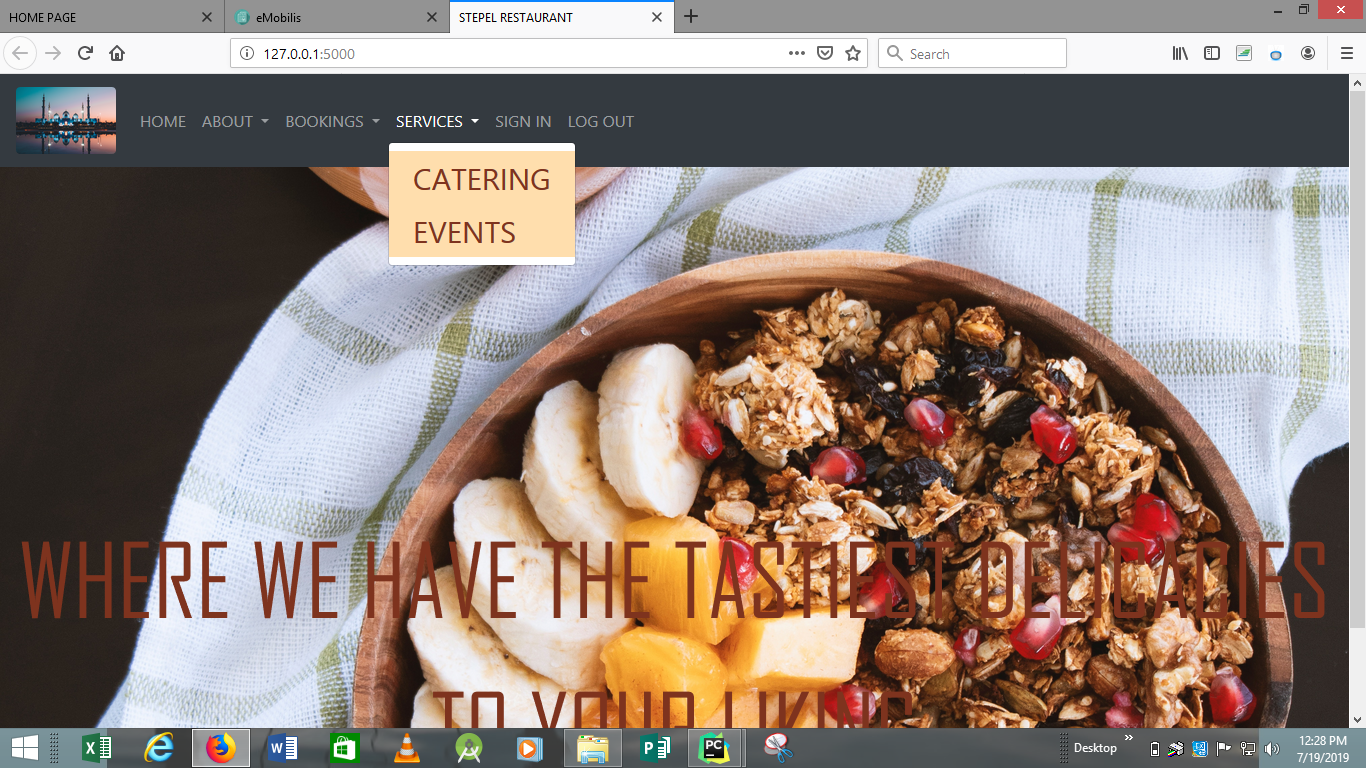 HOME PAGE
eMobilis
STEPEL RESTAURANT
127.0.0.1:5000
Search
HOME ABOUT BOOKINGS SERVICES SIGN IN LOG OUT
CATERING
EVENTS
WHERE WE HAVE THE TASTIEST DELICACIES
TO YOUR LIKING
Desktop
12:28 PM
7/19/2019